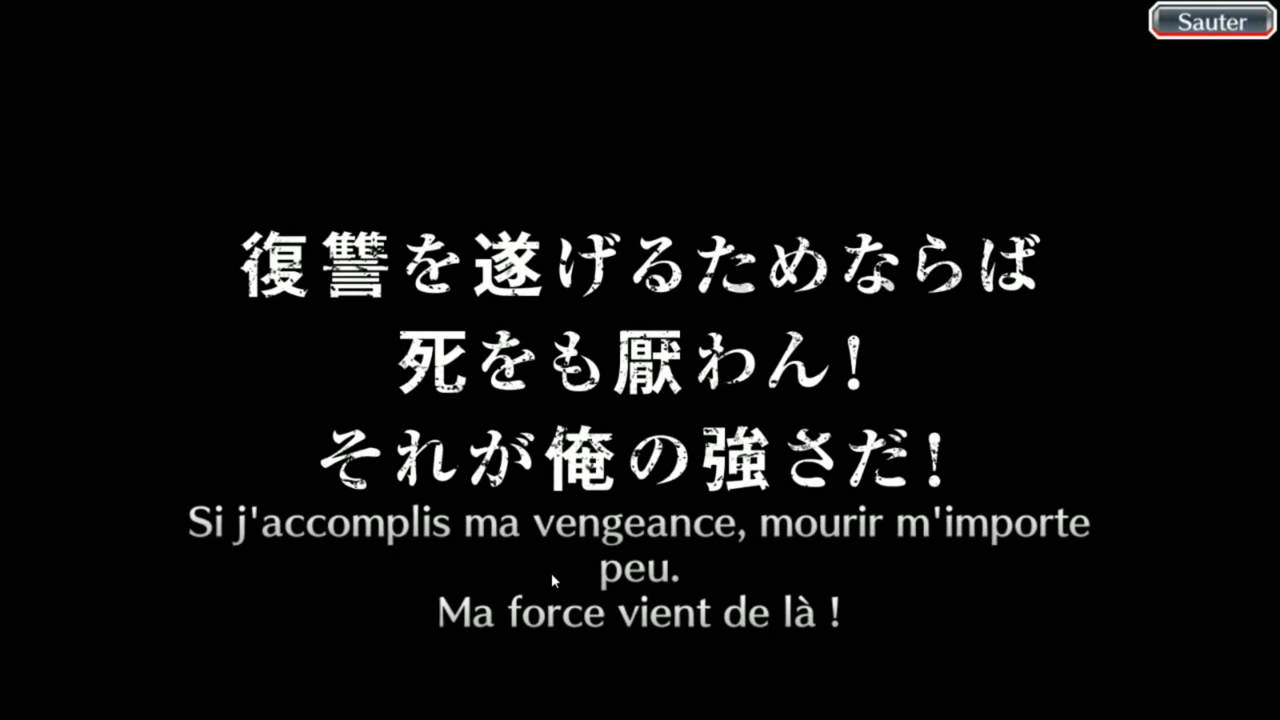 Sauter
復讐を遂げるためならば
死をも厭わん！
それが俺の強さだ！
Si j'accomplis ma vengeance, mourir m'importe
peu.
Ma force vient de là !